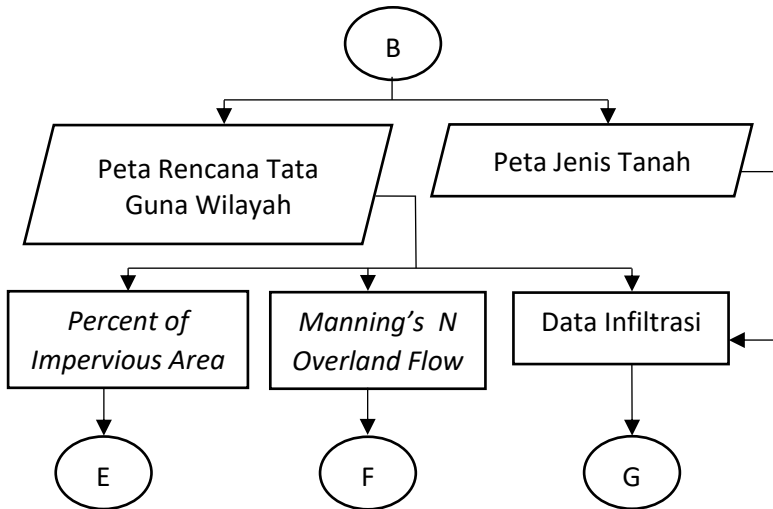 B
Peta Rencana Tata
Guna Wilayah
Peta Jenis Tanah
Percent of
Impervious Area
Manning's N
Overland Flow
Data Infiltrasi
E
F
G